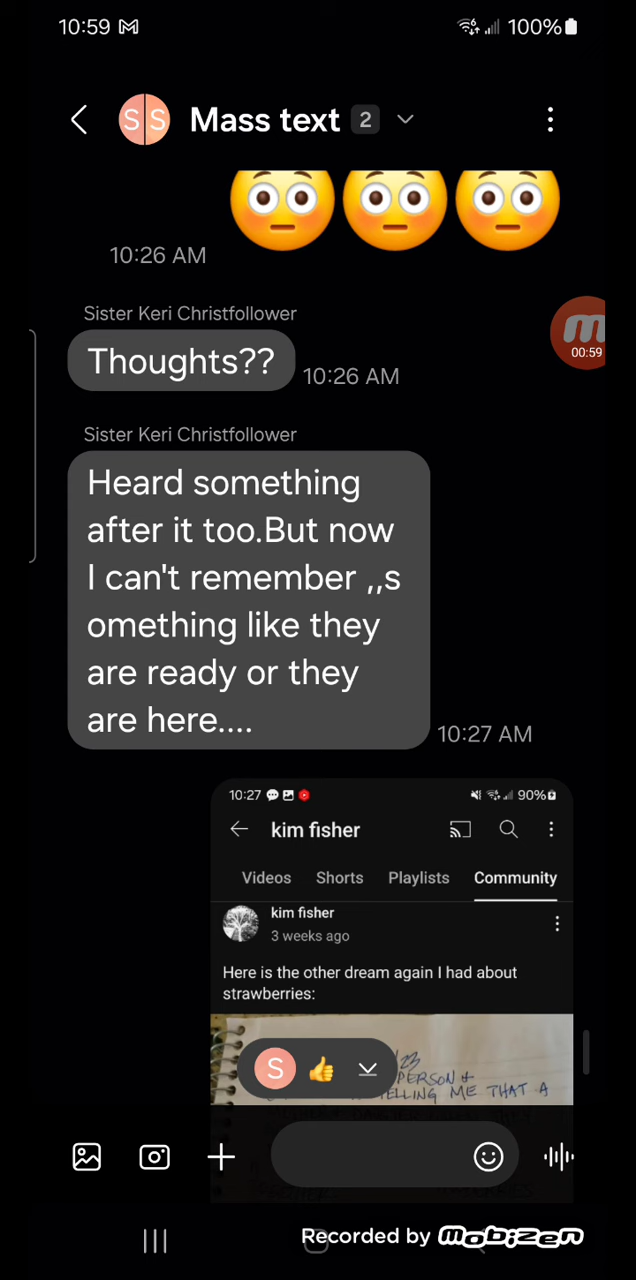 10:59
100%
SS
Mass text 2
10:26 AM
Sister Keri Christfollower
Thoughts??
10:26 AM
00:59
Sister Keri Christfollower
Heard something
after it too.But now
I can't remember ,,s
omething like they
are ready or they
are here....
10:27 AM
10:27
90%
kim fisher
Videos Shorts Playlists Community
kim fisher
3 weeks ago
Here is the other dream again I had about
strawberries:
S 👍
/23
PERSON &
TELLING ME THAT A
Recorded by mobizen